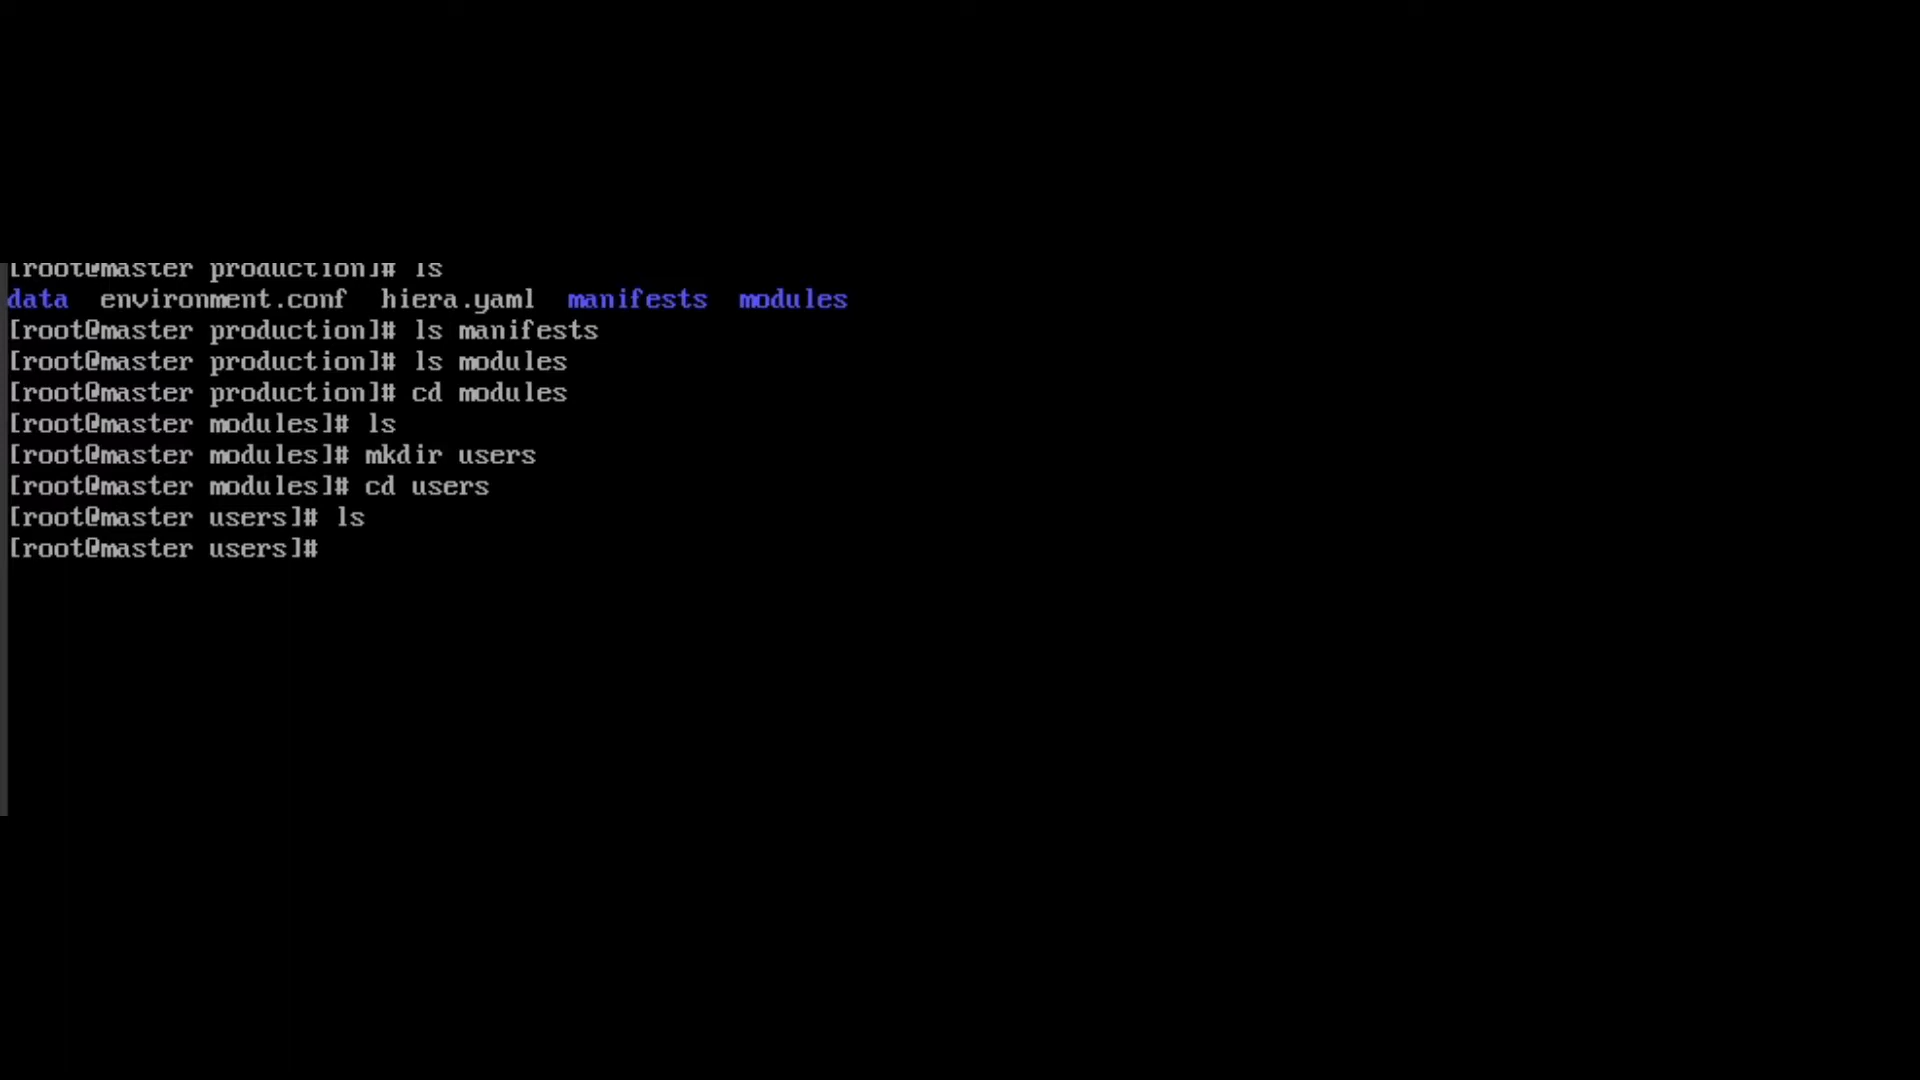 [root@master production]# ls
data environment.conf hiera.yaml manifests modules
[root@master production]# ls manifests
[root@master production]# ls modules
[root@master production]# cd modules
[root@master modules]# ls
[root@master modules]# mkdir users
[root@master modules]# cd users
[root@master users]# ls
[root@master users]#